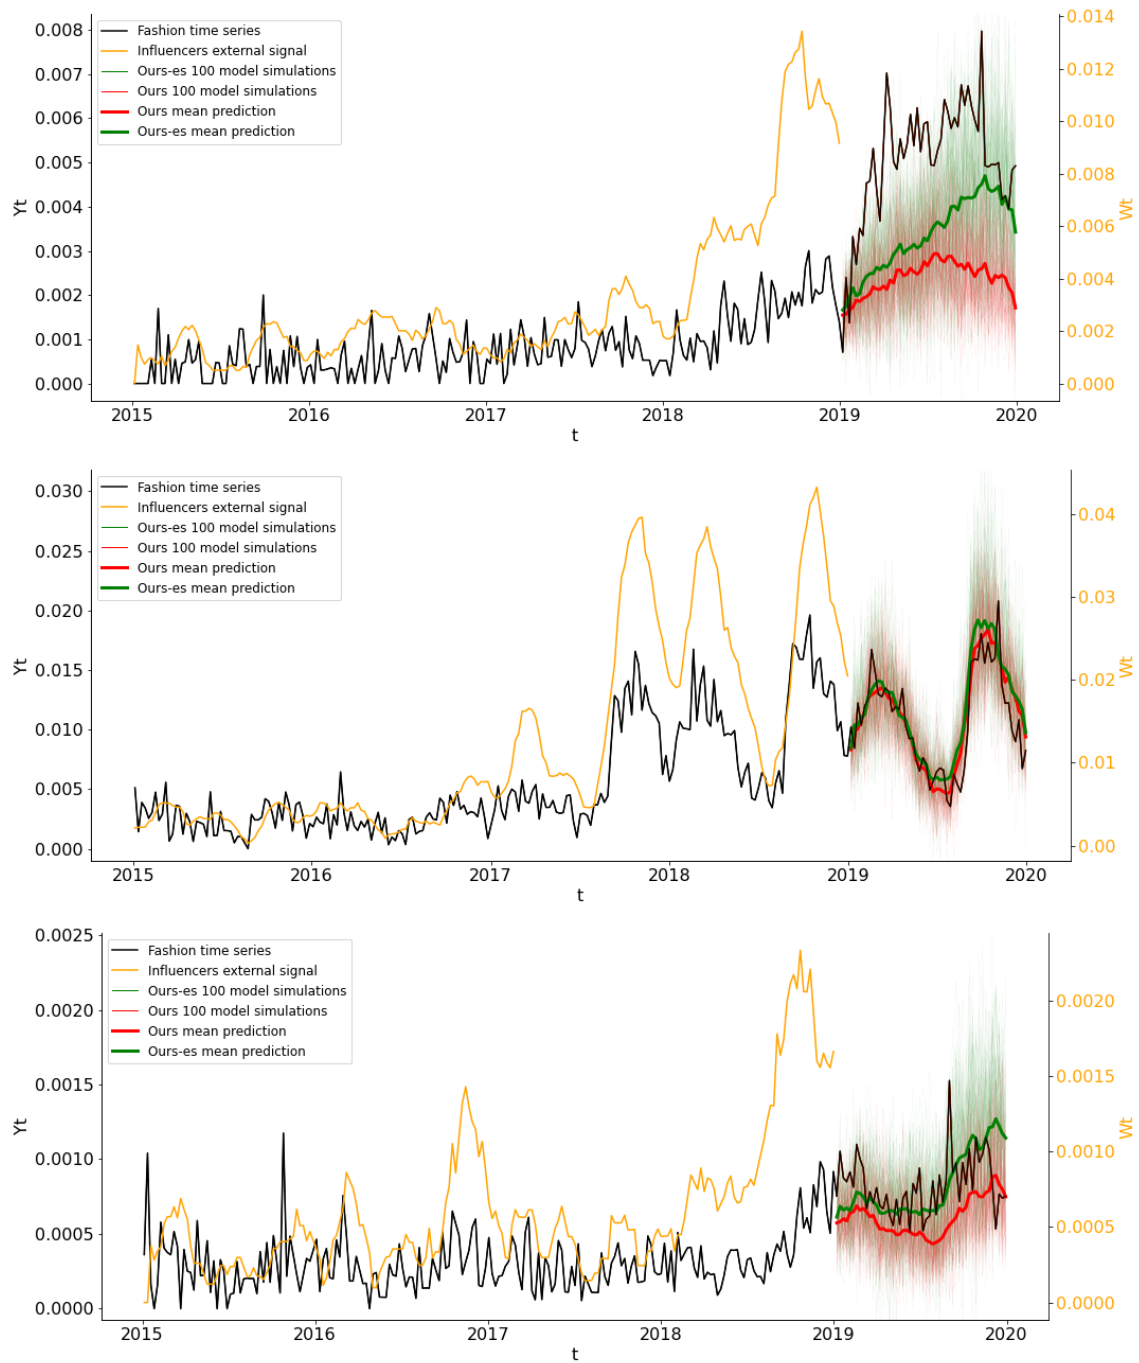 Fashion time series
Influencers external signal
Ours-es 100 model simulations
Ours 100 model simulations
Ours mean prediction
Ours-es mean prediction
0.008
0.007
0.006
0.005
0.004
0.003
0.002
0.001
0.000
Yt
0.014
0.012
0.010
0.008
0.006
0.004
0.002
0.000
Wt
2015 2016 2017 2018 2019 2020
t
Fashion time series
Influencers external signal
Ours-es 100 model simulations
Ours 100 model simulations
Ours mean prediction
Ours-es mean prediction
0.030
0.025
0.020
0.015
0.010
0.005
0.000
Yt
0.04
0.03
0.02
0.01
0.00
Wt
2015 2016 2017 2018 2019 2020
t
Fashion time series
Influencers external signal
Ours-es 100 model simulations
Ours 100 model simulations
Ours mean prediction
Ours-es mean prediction
0.0025
0.0020
0.0015
0.0010
0.0005
0.0000
Yt
0.0020
0.0015
0.0010
0.0005
0.0000
Wt
2015 2016 2017 2018 2019 2020
t